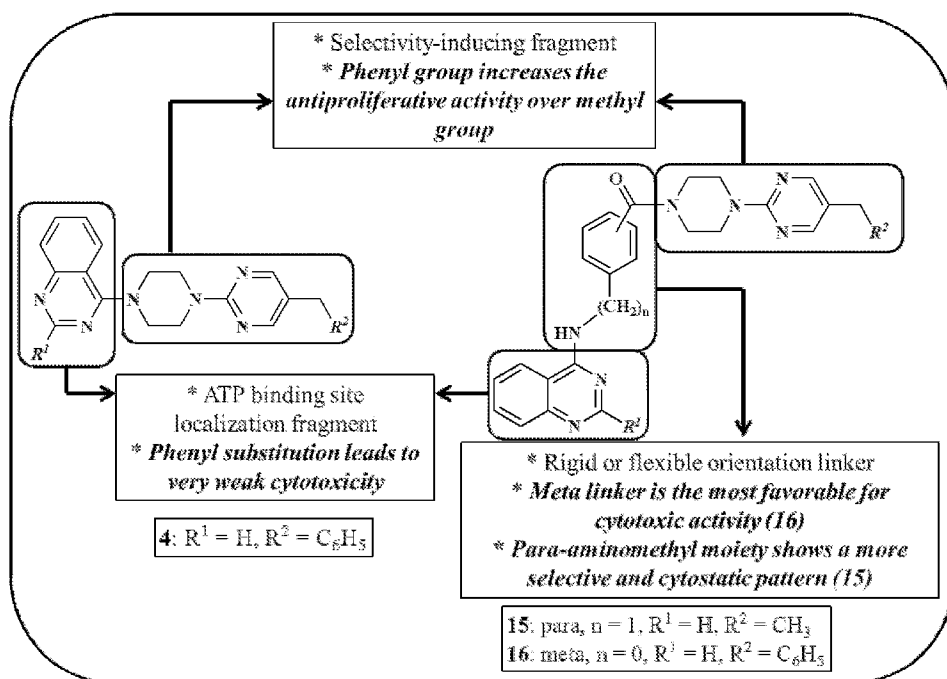 * Selectivity-inducing fragment
* Phenyl group increases the
antiproliferative activity over methyl
group
O
N
N
N
N
R²
N
N
R¹
N
N
N
N
R²
(CH₂)ₙ
HN
N
N
R¹
* ATP binding site
localization fragment
* Phenyl substitution leads to
very weak cytotoxicity
4: R¹ = H, R² = C₆H₅
* Rigid or flexible orientation linker
* Meta linker is the most favorable for
cytotoxic activity (16)
* Para-aminomethyl moiety shows a more
selective and cytostatic pattern (15)
15: para, n = 1, R¹ = H, R² = CH₃
16: meta, n = 0, R¹ = H, R² = C₆H₅